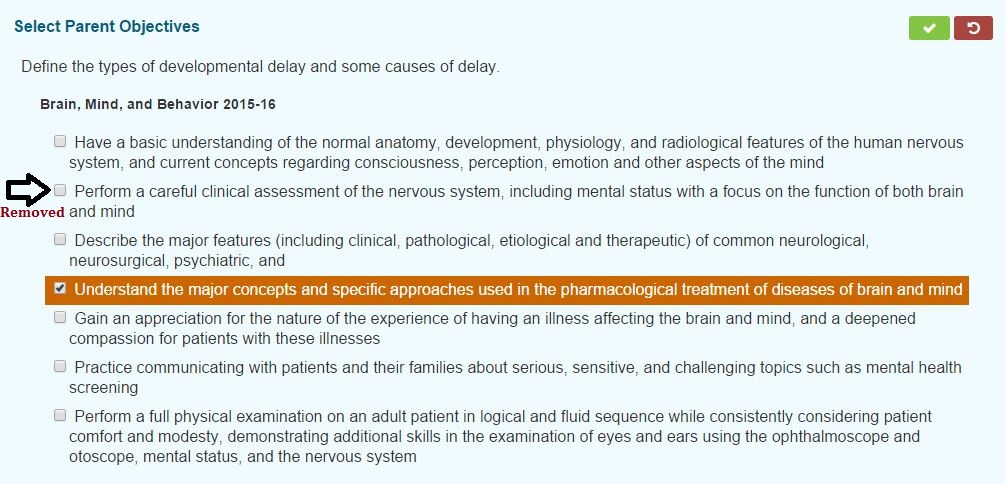 Select Parent Objectives
Define the types of developmental delay and some causes of delay.
Brain, Mind, and Behavior 2015-16
Have a basic understanding of the normal anatomy, development, physiology, and radiological features of the human nervous
system, and current concepts regarding consciousness, perception, emotion and other aspects of the mind
Perform a careful clinical assessment of the nervous system, including mental status with a focus on the function of both brain
Removed and mind
Describe the major features (including clinical, pathological, etiological and therapeutic) of common neurological,
neurosurgical, psychiatric, and
Understand the major concepts and specific approaches used in the pharmacological treatment of diseases of brain and mind
Gain an appreciation for the nature of the experience of having an illness affecting the brain and mind, and a deepened
compassion for patients with these illnesses
Practice communicating with patients and their families about serious, sensitive, and challenging topics such as mental health
screening
Perform a full physical examination on an adult patient in logical and fluid sequence while consistently considering patient
comfort and modesty, demonstrating additional skills in the examination of eyes and ears using the ophthalmoscope and
otoscope, mental status, and the nervous system